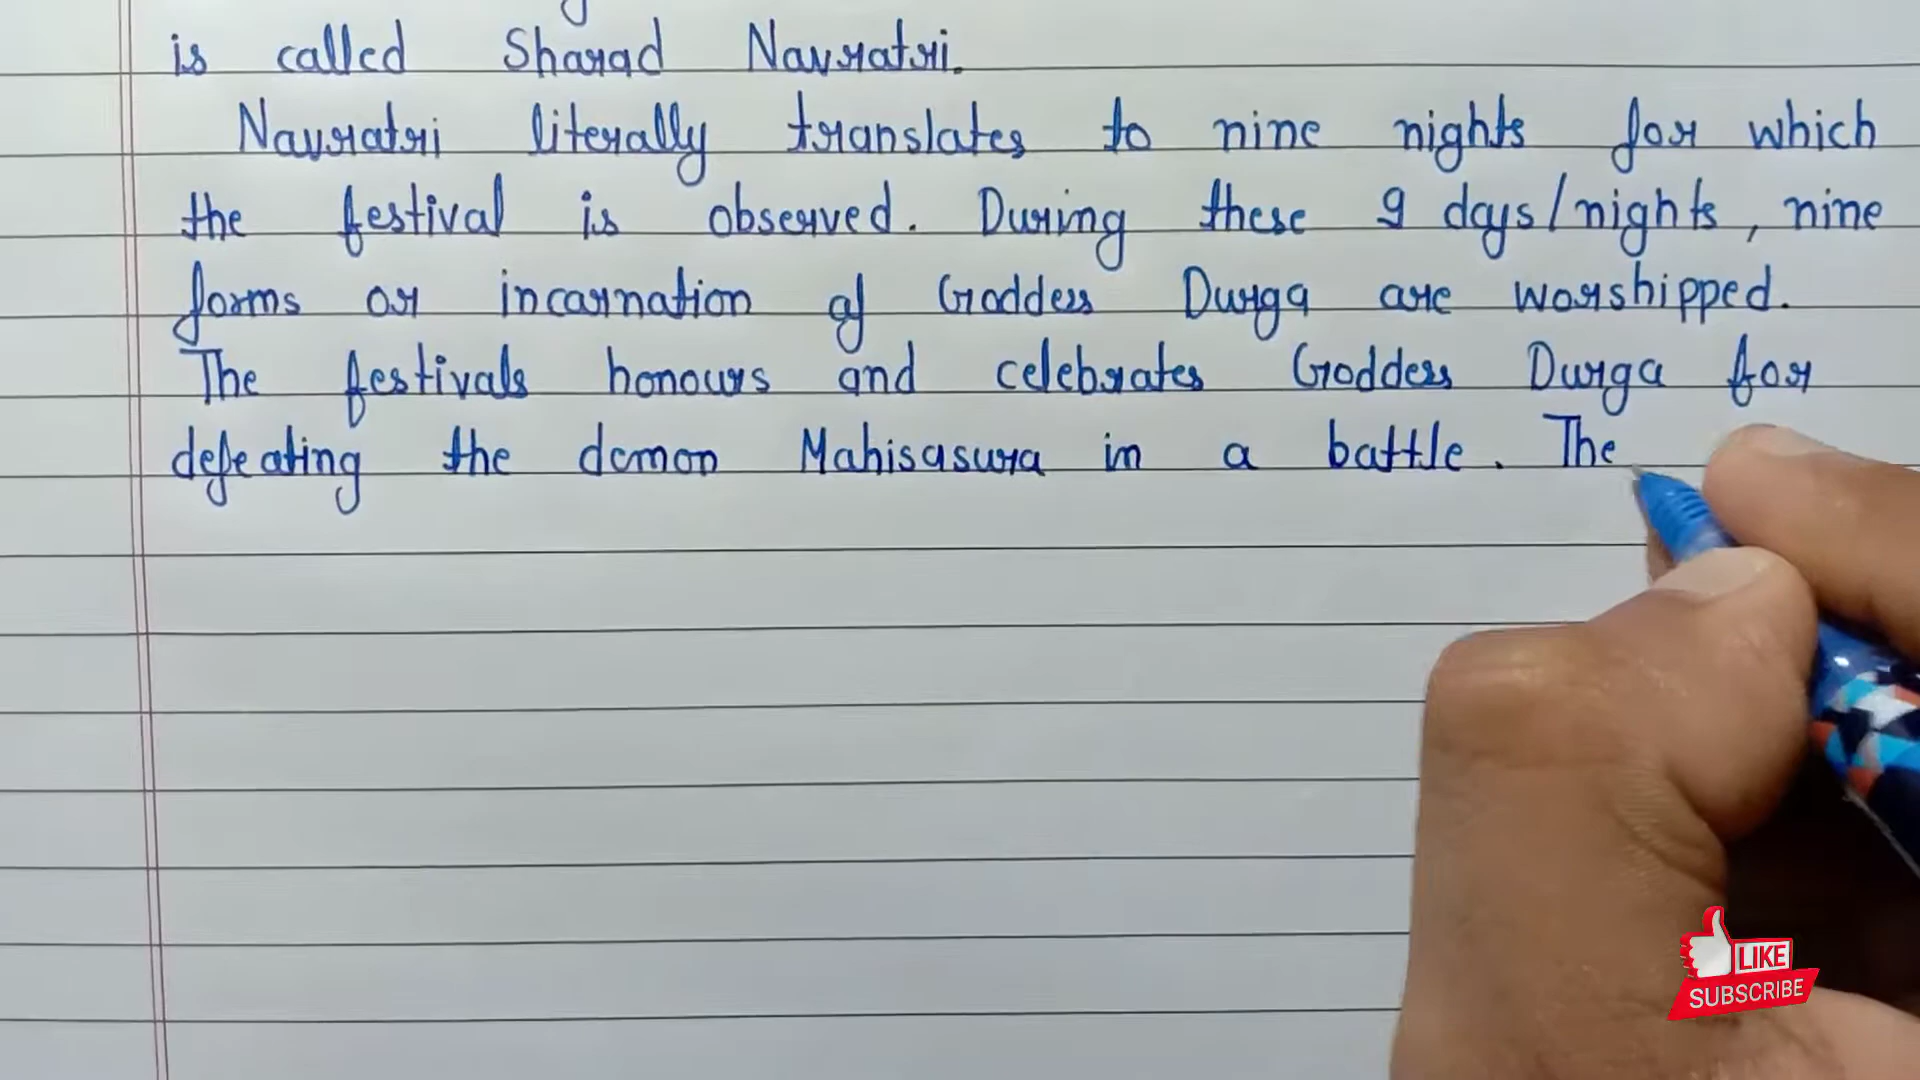 is called Sharad Navratri.
Navratri literally translates to nine nights for which
the festival is observed. During these 9 days/nights, nine
forms or incarnation of Goddess Durga are worshipped.
The festivals honours and celebrates Goddess Durga for
defeating the demon Mahisasura in a battle. The
LIKE
SUBSCRIBE